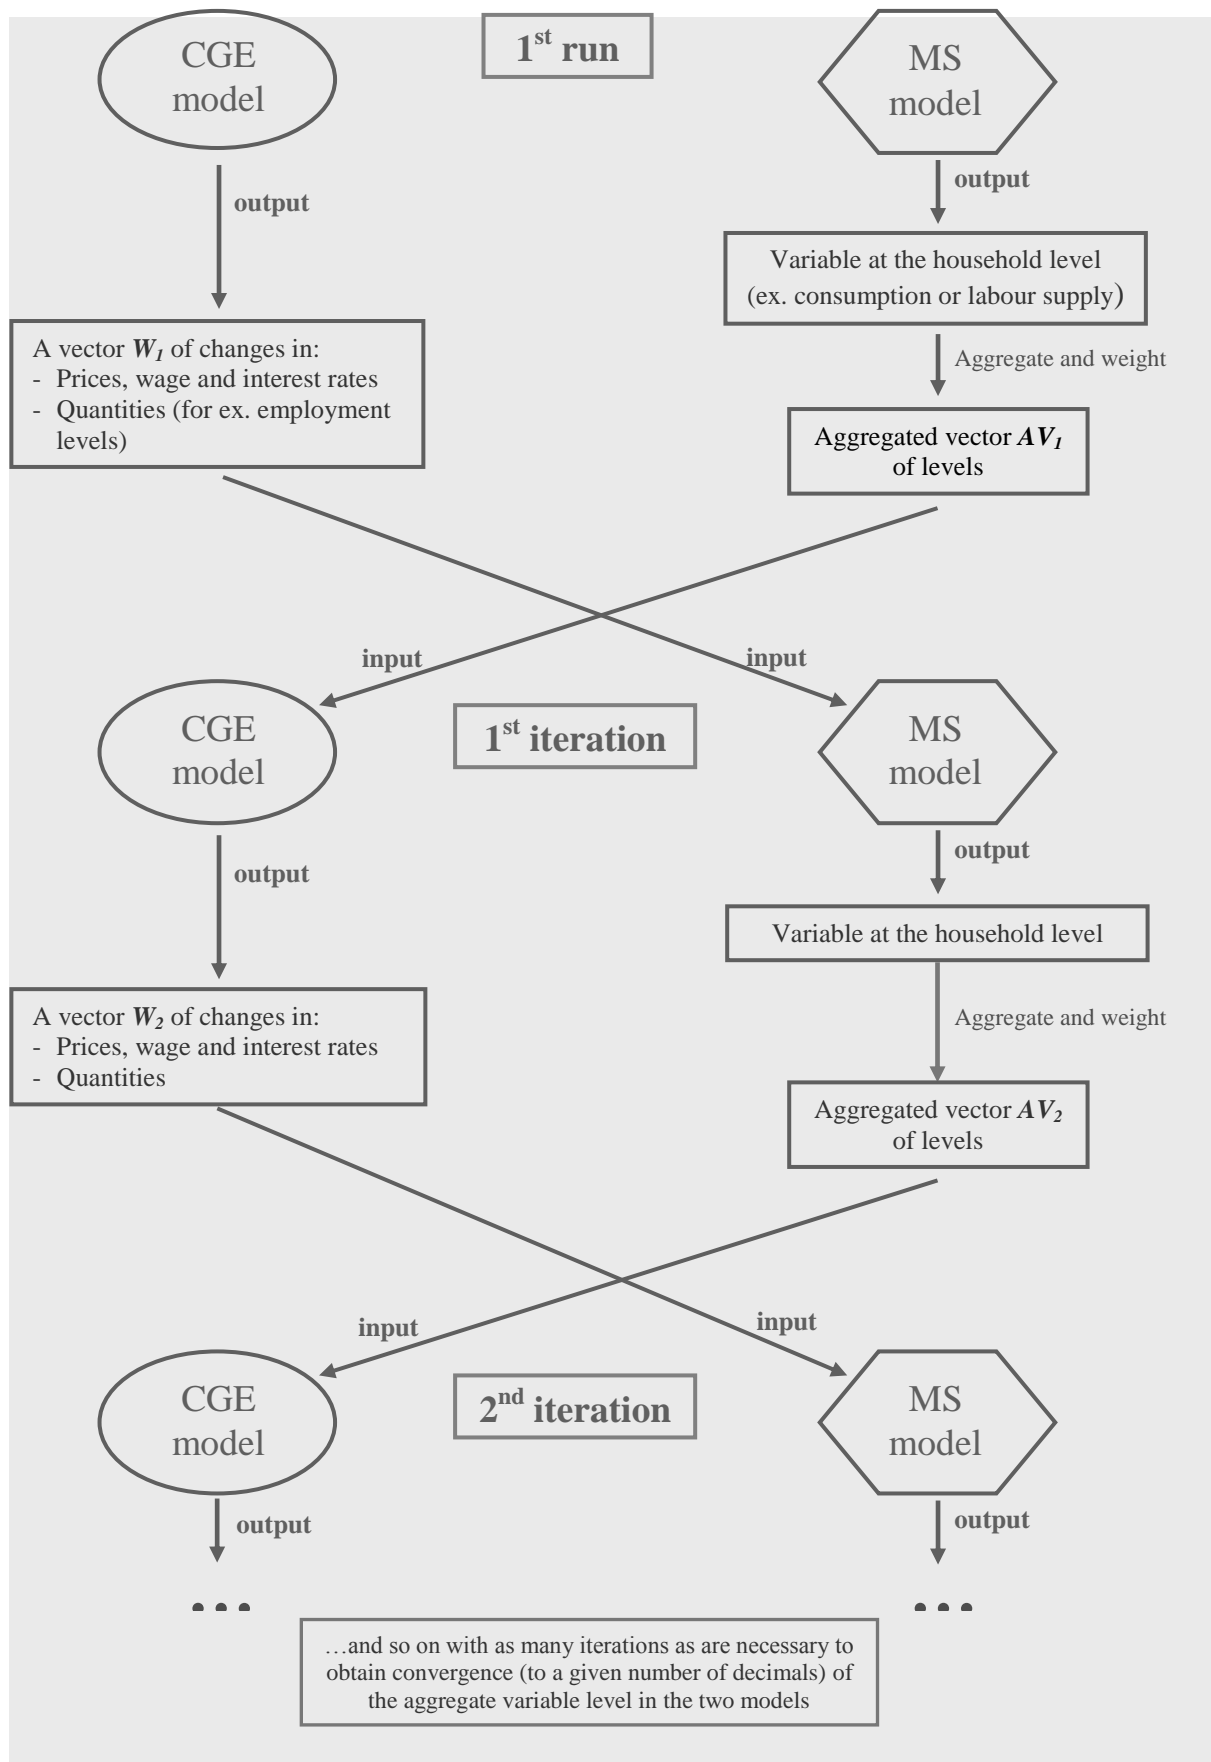 CGE
model
1st run
MS
model
output
output
Variable at the household level
(ex. consumption or labour supply)
A vector W1 of changes in:
- Prices, wage and interest rates
- Quantities (for ex. employment
levels)
Aggregate and weight
Aggregated vector AV1
of levels
input
input
CGE
model
1st iteration
MS
model
output
output
Variable at the household level
A vector W2 of changes in:
- Prices, wage and interest rates
- Quantities
Aggregate and weight
Aggregated vector AV2
of levels
input
input
CGE
model
2nd iteration
MS
model
output
output
...
...
…and so on with as many iterations as are necessary to
obtain convergence (to a given number of decimals) of
the aggregate variable level in the two models